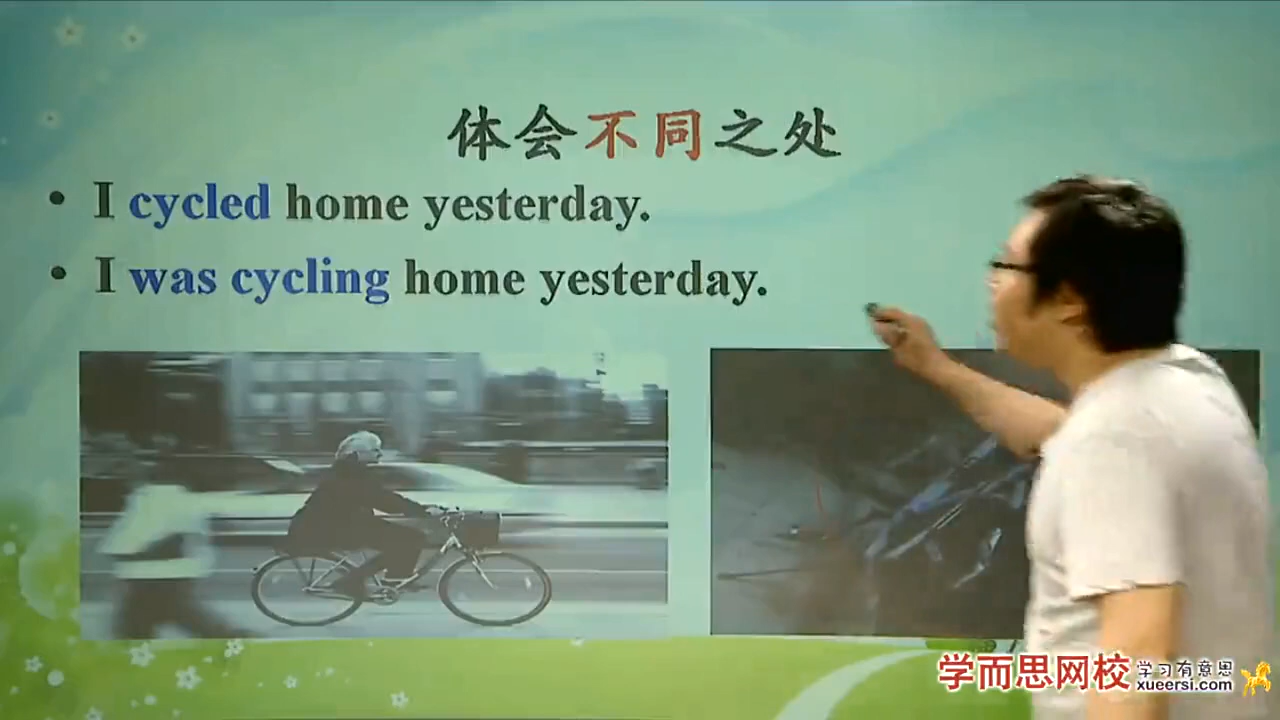 体会不同之处
• I cycled home yesterday.
• I was cycling home yesterday.
学而思网校
学习有意思
xueersi.com